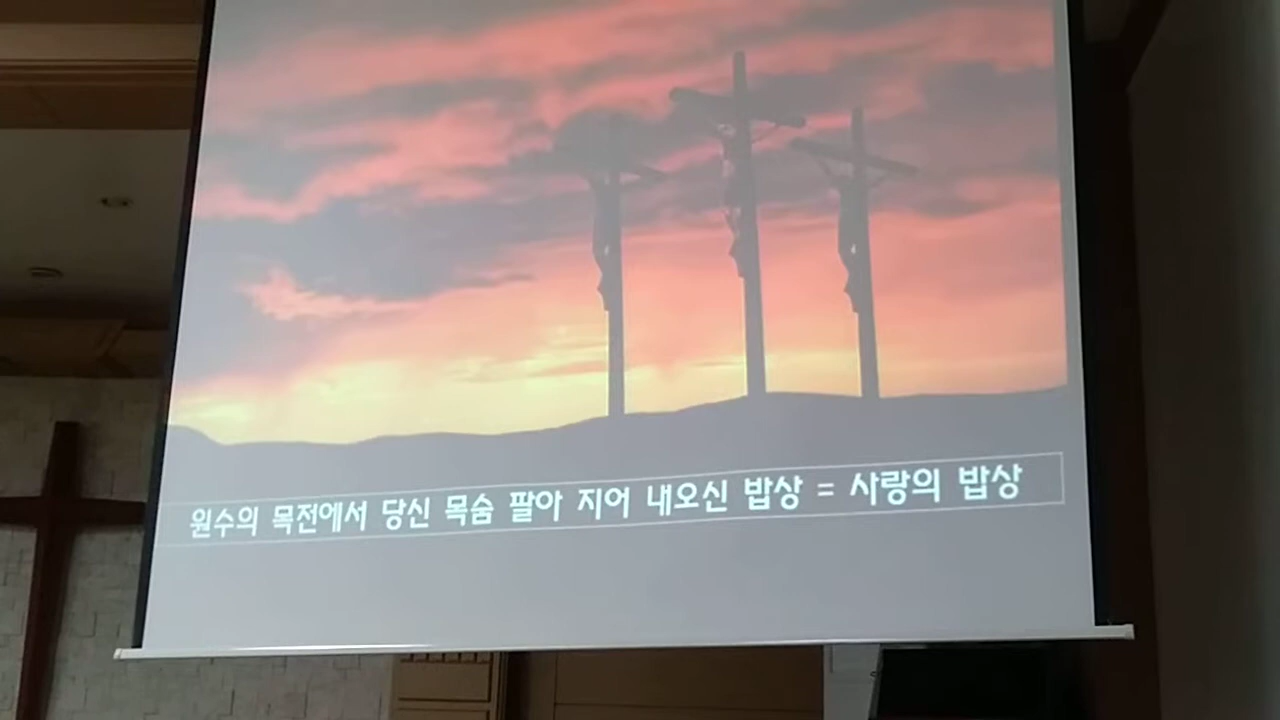 원수의 목전에서 당신 목숨 팔아 지어 내오신 밥상 = 사랑의 밥상